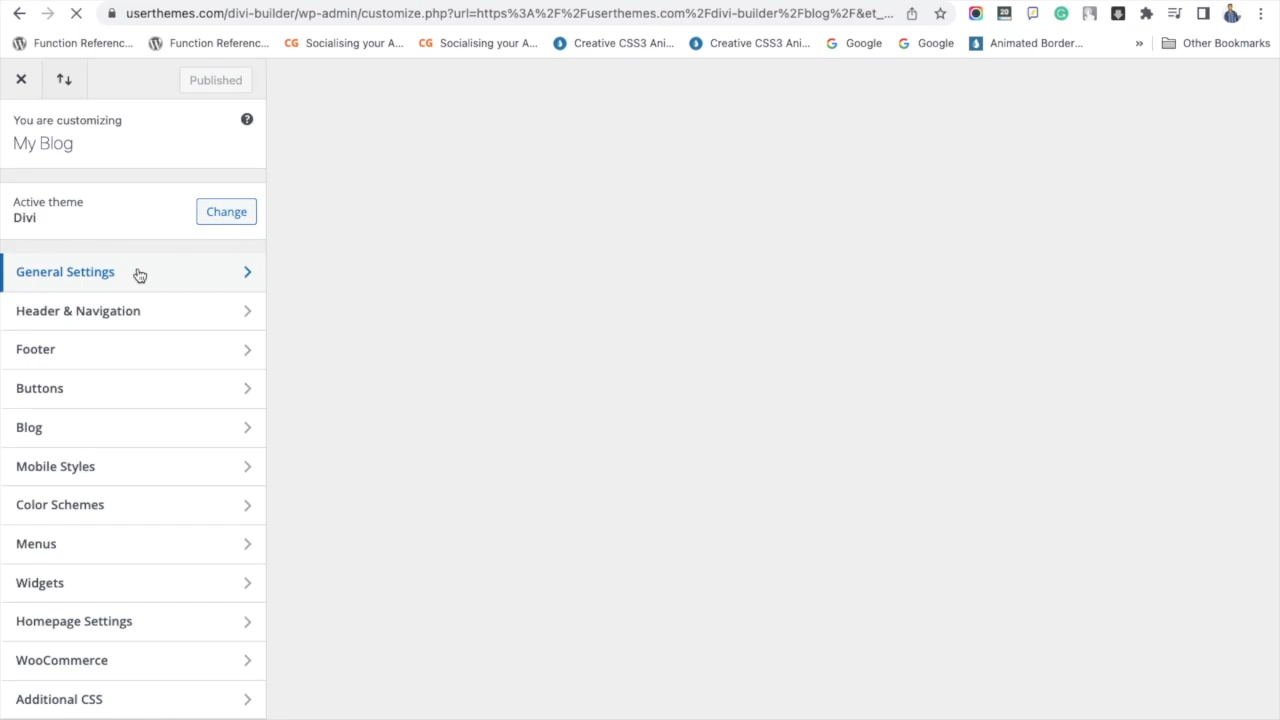 userthemes.com/divi-builder/wp-admin/customize.php?url=https%3A%2F%2Fuserthemes.com%2Fdivi-builder%2Fblog%2F&et_...
20
Function Referenc... Function Referenc... CG Socialising your A... CG Socialising your A... Creative CSS3 Ani... Creative CSS3 Ani... Google Google Animated Border... » Other Bookmarks
Published
You are customizing
My Blog
Active theme
Divi
Change
General Settings
Header & Navigation
Footer
Buttons
Blog
Mobile Styles
Color Schemes
Menus
Widgets
Homepage Settings
WooCommerce
Additional CSS